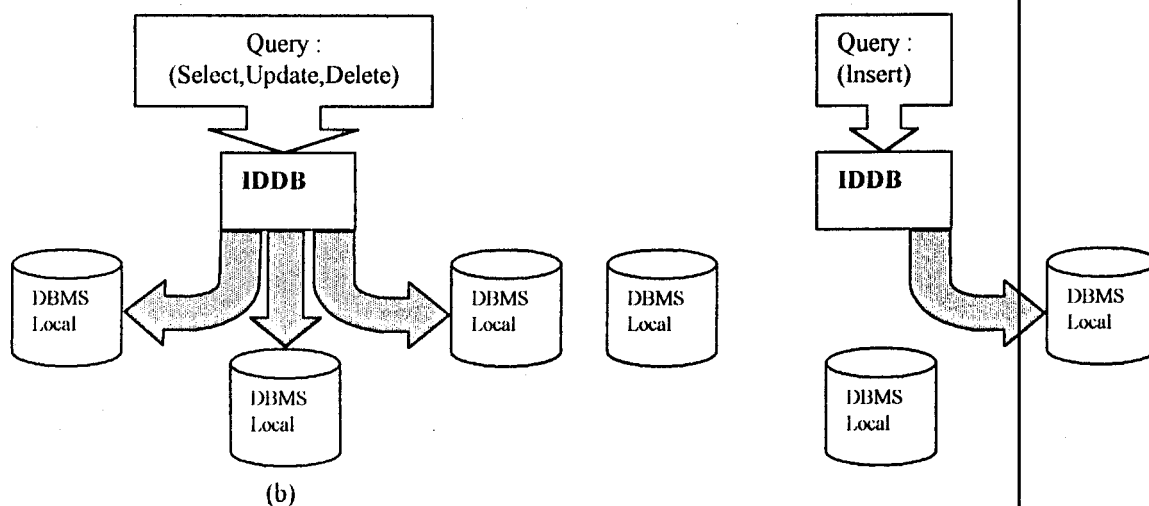 Query :
(Select,Update,Delete)
IDDB
DBMS
Local
DBMS
Local
DBMS
Local
(b)
Query :
(Insert)
IDDB
DBMS
Local
DBMS
Local
DBMS
Local